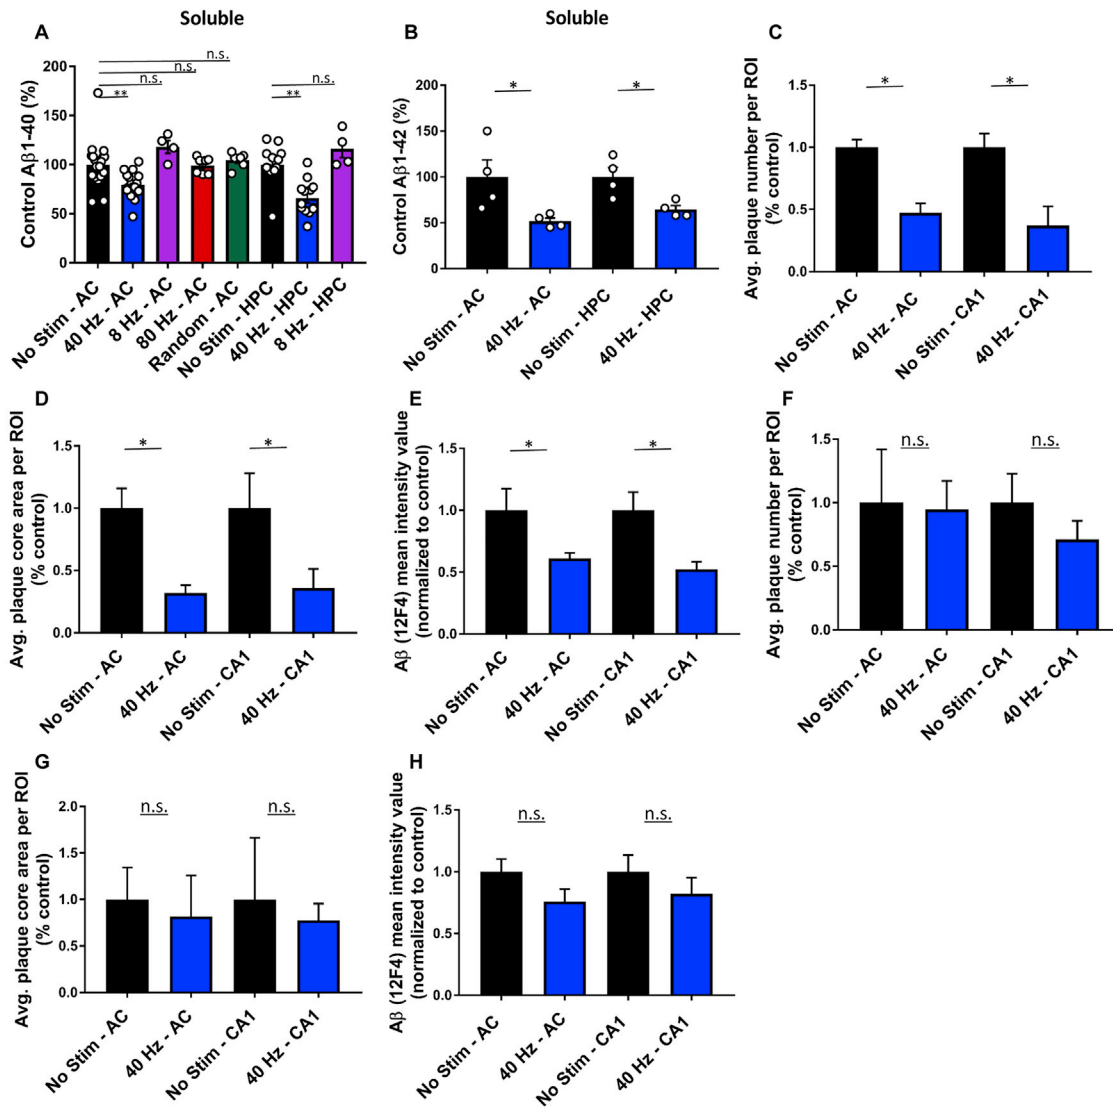 Soluble
A
Control Aβ1-40 (%)
200
150
100
50
0
n.s.
n.s.
n.s.
**
n.s.
**
No Stim - AC
40 Hz - AC
8 Hz - AC
80 Hz - AC
Random - AC
No Stim - HPC
40 Hz - HPC
8 Hz - HPC
Soluble
B
Control Aβ1-42 (%)
200
150
100
50
0
*
*
No Stim - AC
40 Hz - AC
No Stim - HPC
40 Hz - HPC
C
Avg. plaque number per ROI
(% control)
1.5
1.0
0.5
0.0
*
*
No Stim - AC
40 Hz - AC
No Stim - CA1
40 Hz - CA1
D
Avg. plaque core area per ROI
(% control)
1.5
1.0
0.5
0.0
*
*
No Stim - AC
40 Hz - AC
No Stim - CA1
40 Hz - CA1
E
Aβ (12F4) mean intensity value
(normalized to control)
1.5
1.0
0.5
0.0
*
*
No Stim - AC
40 Hz - AC
No Stim - CA1
40 Hz - CA1
F
Avg. plaque number per ROI
(% control)
1.5
1.0
0.5
0.0
n.s.
n.s.
No Stim - AC
40 Hz - AC
No Stim - CA1
40 Hz - CA1
G
Avg. plaque core area per ROI
(% control)
2.0
1.5
1.0
0.5
0.0
n.s.
n.s.
No Stim - AC
40 Hz - AC
No Stim - CA1
40 Hz - CA1
H
Aβ (12F4) mean intensity value
(normalized to control)
1.5
1.0
0.5
0.0
n.s.
n.s.
No Stim - AC
40 Hz - AC
No Stim - CA1
40 Hz - CA1